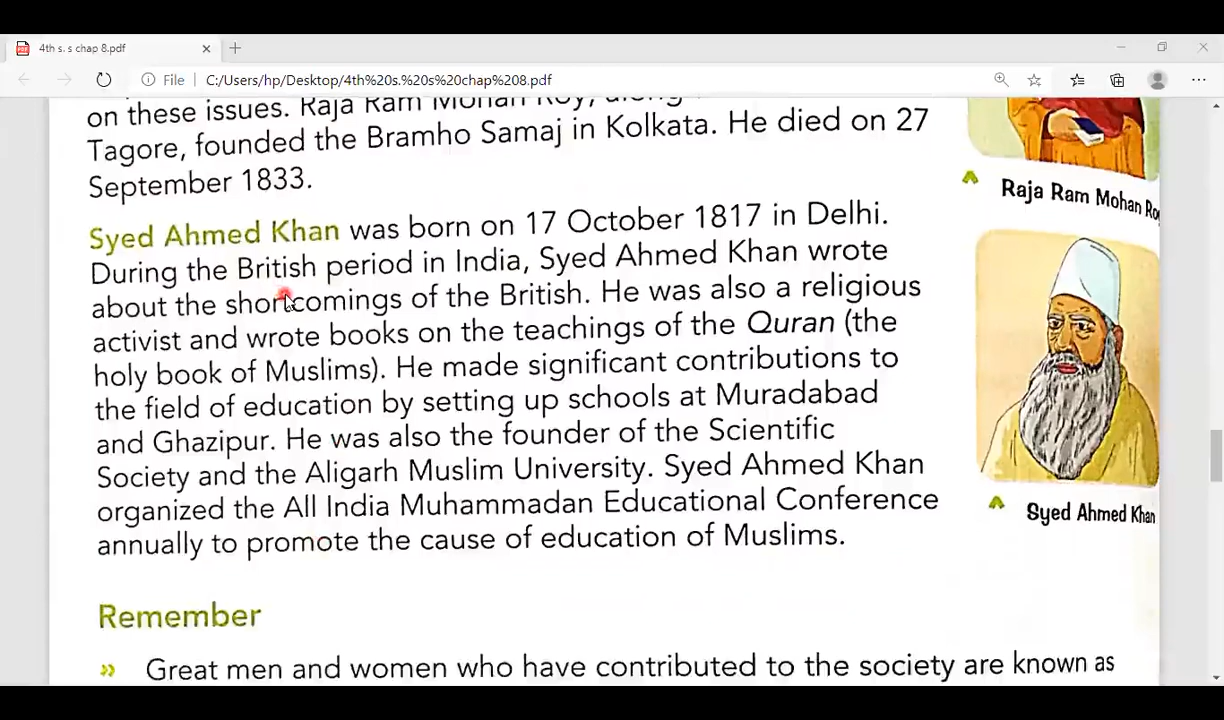 4th s. s chap 8.pdf
File
C:/Users/hp/Desktop/4th%20s.%20s%20chap%208.pdf
on these issues. Raja Ram Mohan Roy, along
Tagore, founded the Bramho Samaj in Kolkata. He died on 27
September 1833.
Raja Ram Mohan
Syed Ahmed Khan was born on 17 October 1817 in Delhi.
During the British period in India, Syed Ahmed Khan wrote
about the shortcomings of the British. He was also a religious
activist and wrote books on the teachings of the Quran (the
holy book of Muslims). He made significant contributions to
the field of education by setting up schools at Muradabad
and Ghazipur. He was also the founder of the Scientific
Society and the Aligarh Muslim University. Syed Ahmed Khan
organized the All India Muhammadan Educational Conference
annually to promote the cause of education of Muslims.
Syed Ahmed Khan
Remember
» Great men and women who have contributed to the society are known as